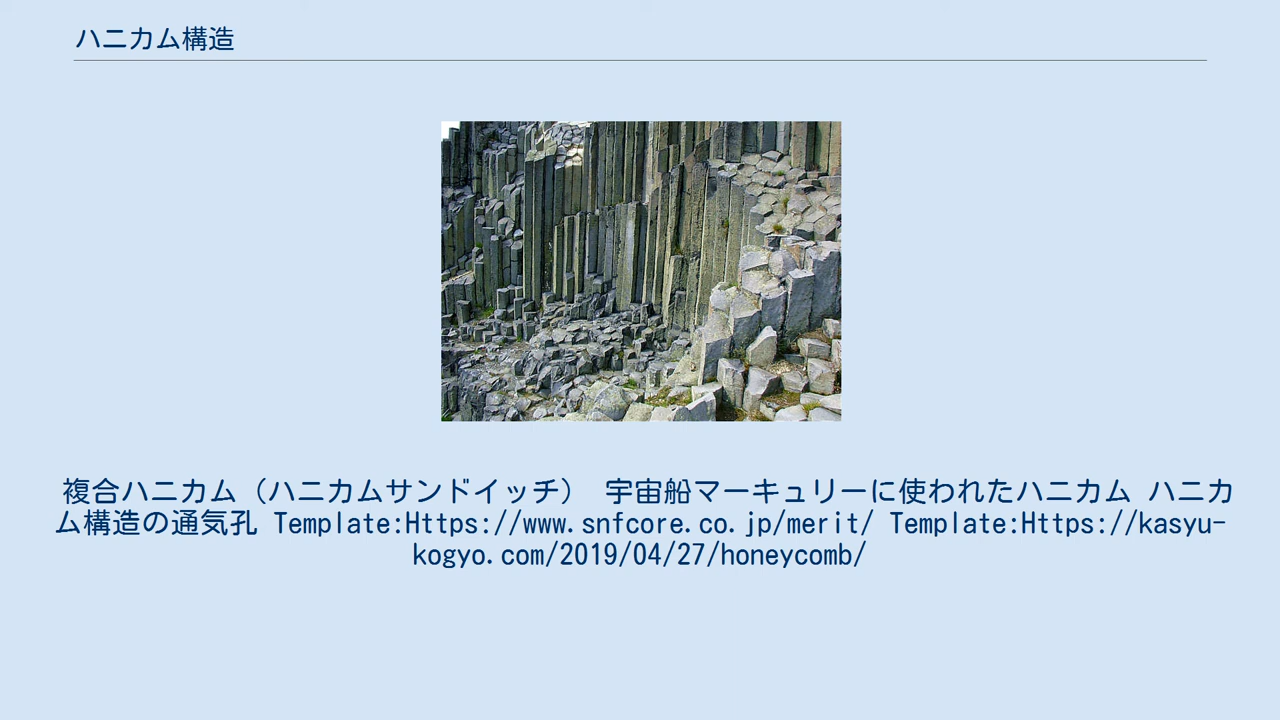 ハニカム構造
複合ハニカム（ハニカムサンドイッチ） 宇宙船マーキュリーに使われたハニカム ハニカ
ム構造の通気孔 Template:Https://www.snfcore.co.jp/merit/ Template:Https://kasyu-
kogyo.com/2019/04/27/honeycomb/